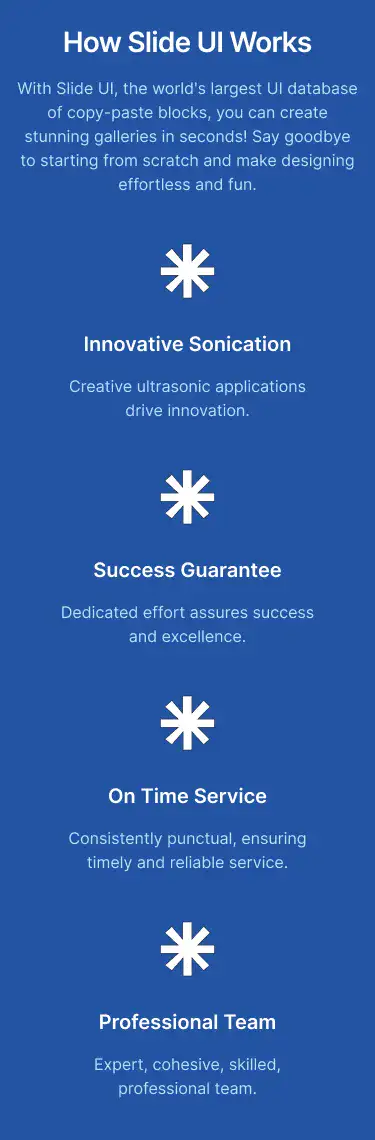 How Slide UI Works
With Slide UI, the world's largest UI database
of copy-paste blocks, you can create
stunning galleries in seconds! Say goodbye
to starting from scratch and make designing
effortless and fun.
Innovative Sonication
Creative ultrasonic applications
drive innovation.
Success Guarantee
Dedicated effort assures success
and excellence.
On Time Service
Consistently punctual, ensuring
timely and reliable service.
Professional Team
Expert, cohesive, skilled,
professional team.